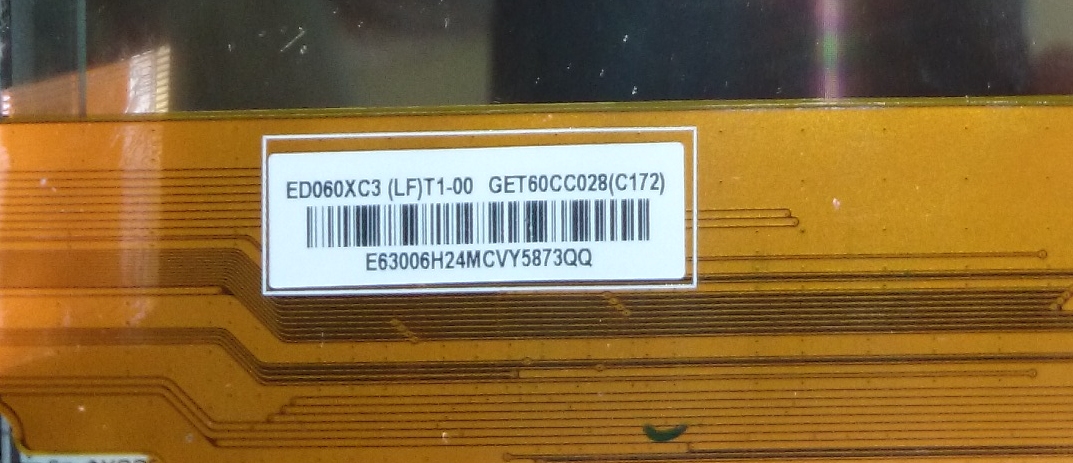 ED060XC3 (LF)T1-00 GET60CC028(C172)
E63006H24MCVY5873QQ